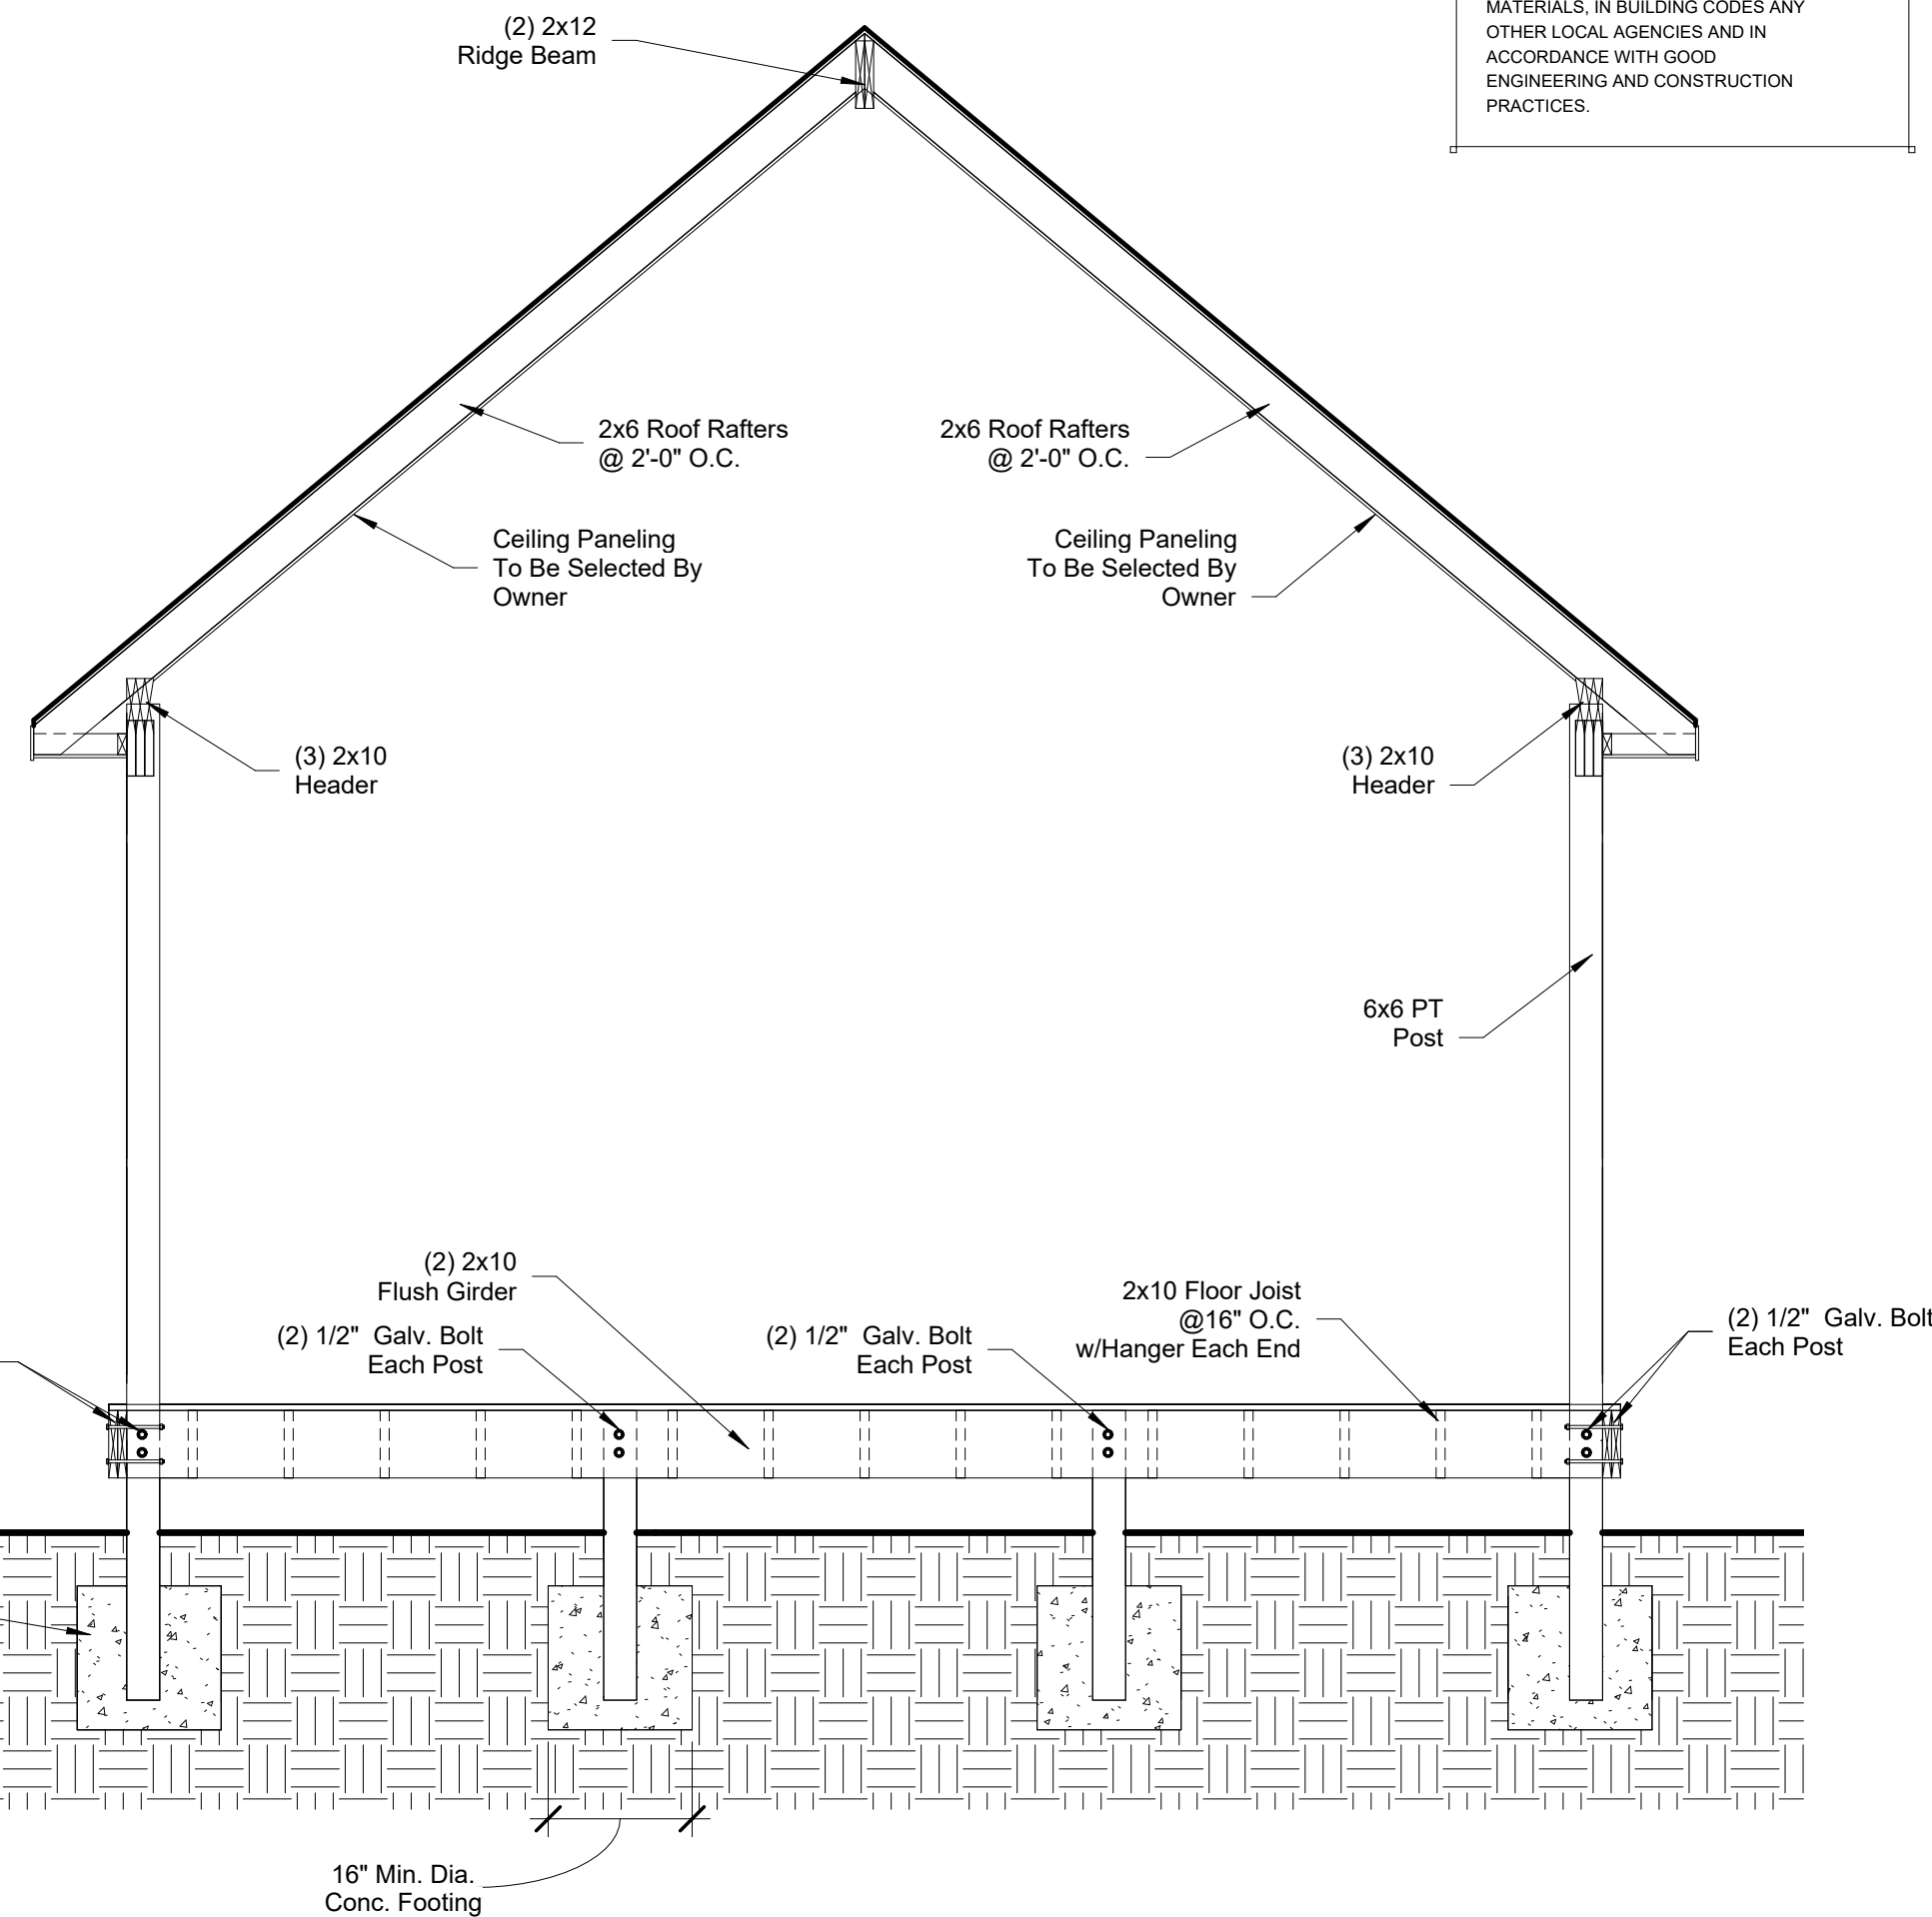 MATERIALS, IN BUILDING CODES ANY
OTHER LOCAL AGENCIES AND IN
ACCORDANCE WITH GOOD
ENGINEERING AND CONSTRUCTION
PRACTICES.
(2) 2x12
Ridge Beam
2x6 Roof Rafters
@ 2'-0" O.C.
2x6 Roof Rafters
@ 2'-0" O.C.
Ceiling Paneling
To Be Selected By
Owner
Ceiling Paneling
To Be Selected By
Owner
(3) 2x10
Header
(3) 2x10
Header
6x6 PT
Post
(2) 2x10
Flush Girder
(2) 1/2" Galv. Bolt
Each Post
(2) 1/2" Galv. Bolt
Each Post
2x10 Floor Joist
@16" O.C.
w/Hanger Each End
(2) 1/2" Galv. Bolt
Each Post
16" Min. Dia.
Conc. Footing